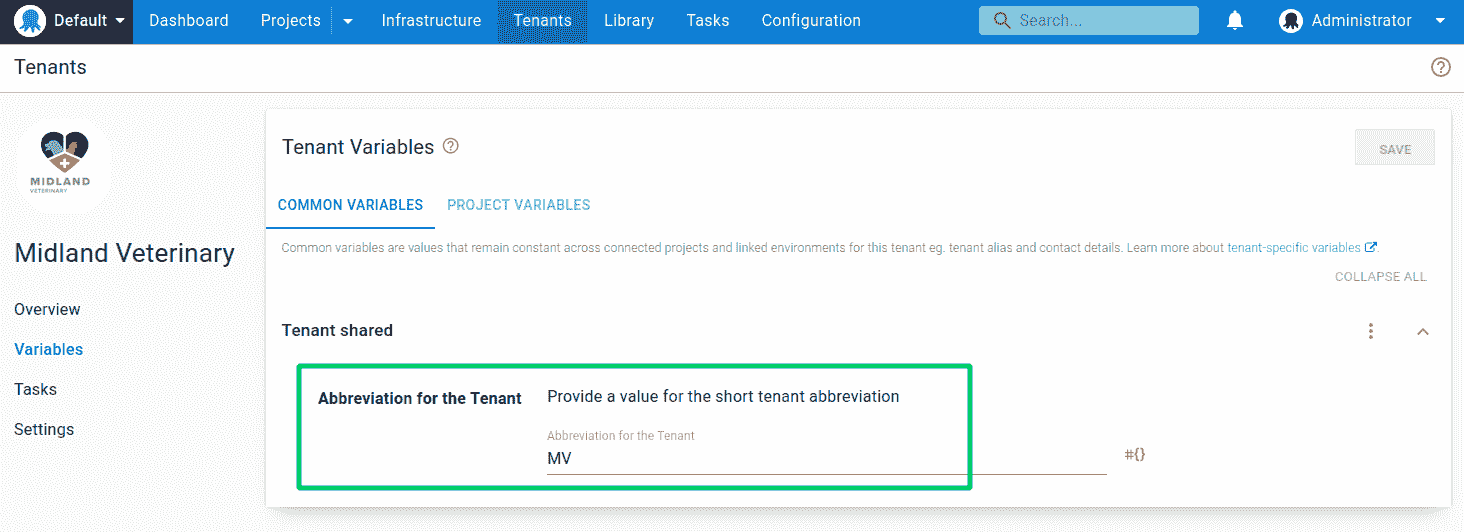 Default Dashboard Projects Infrastructure Tenants Library Tasks Configuration Search... Administrator
Tenants
MIDLAND
VETERINARY
Midland Veterinary
Overview
Variables
Tasks
Settings
Tenant Variables
SAVE
COMMON VARIABLES PROJECT VARIABLES
Common variables are values that remain constant across connected projects and linked environments for this tenant eg. tenant alias and contact details. Learn more about tenant-specific variables.
COLLAPSE ALL
Tenant shared
Abbreviation for the Tenant Provide a value for the short tenant abbreviation
Abbreviation for the Tenant
MV
#{}